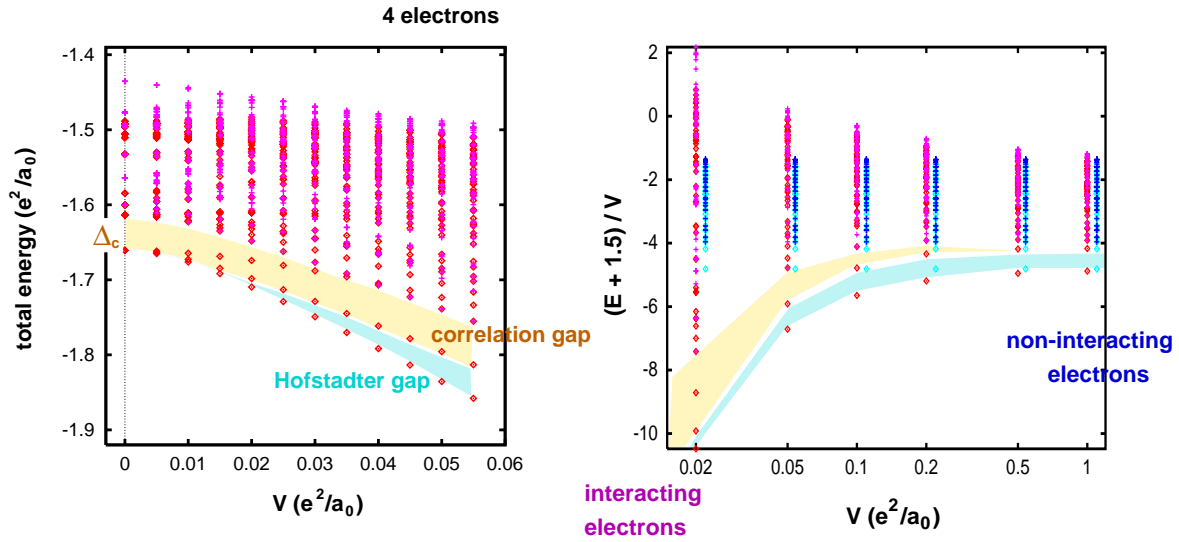 4 electrons
total energy (e²/a₀)
-1.4
-1.5
-1.6
-1.7
-1.8
-1.9
Δc
correlation gap
Hofstadter gap
0
0.01
0.02
0.03
0.04
0.05
0.06
V (e²/a₀)
(E + 1.5) / V
2
0
-2
-4
-6
-8
-10
non-interacting
electrons
0.02
0.05
0.1
0.2
0.5
1
interacting
electrons
V (e²/a₀)